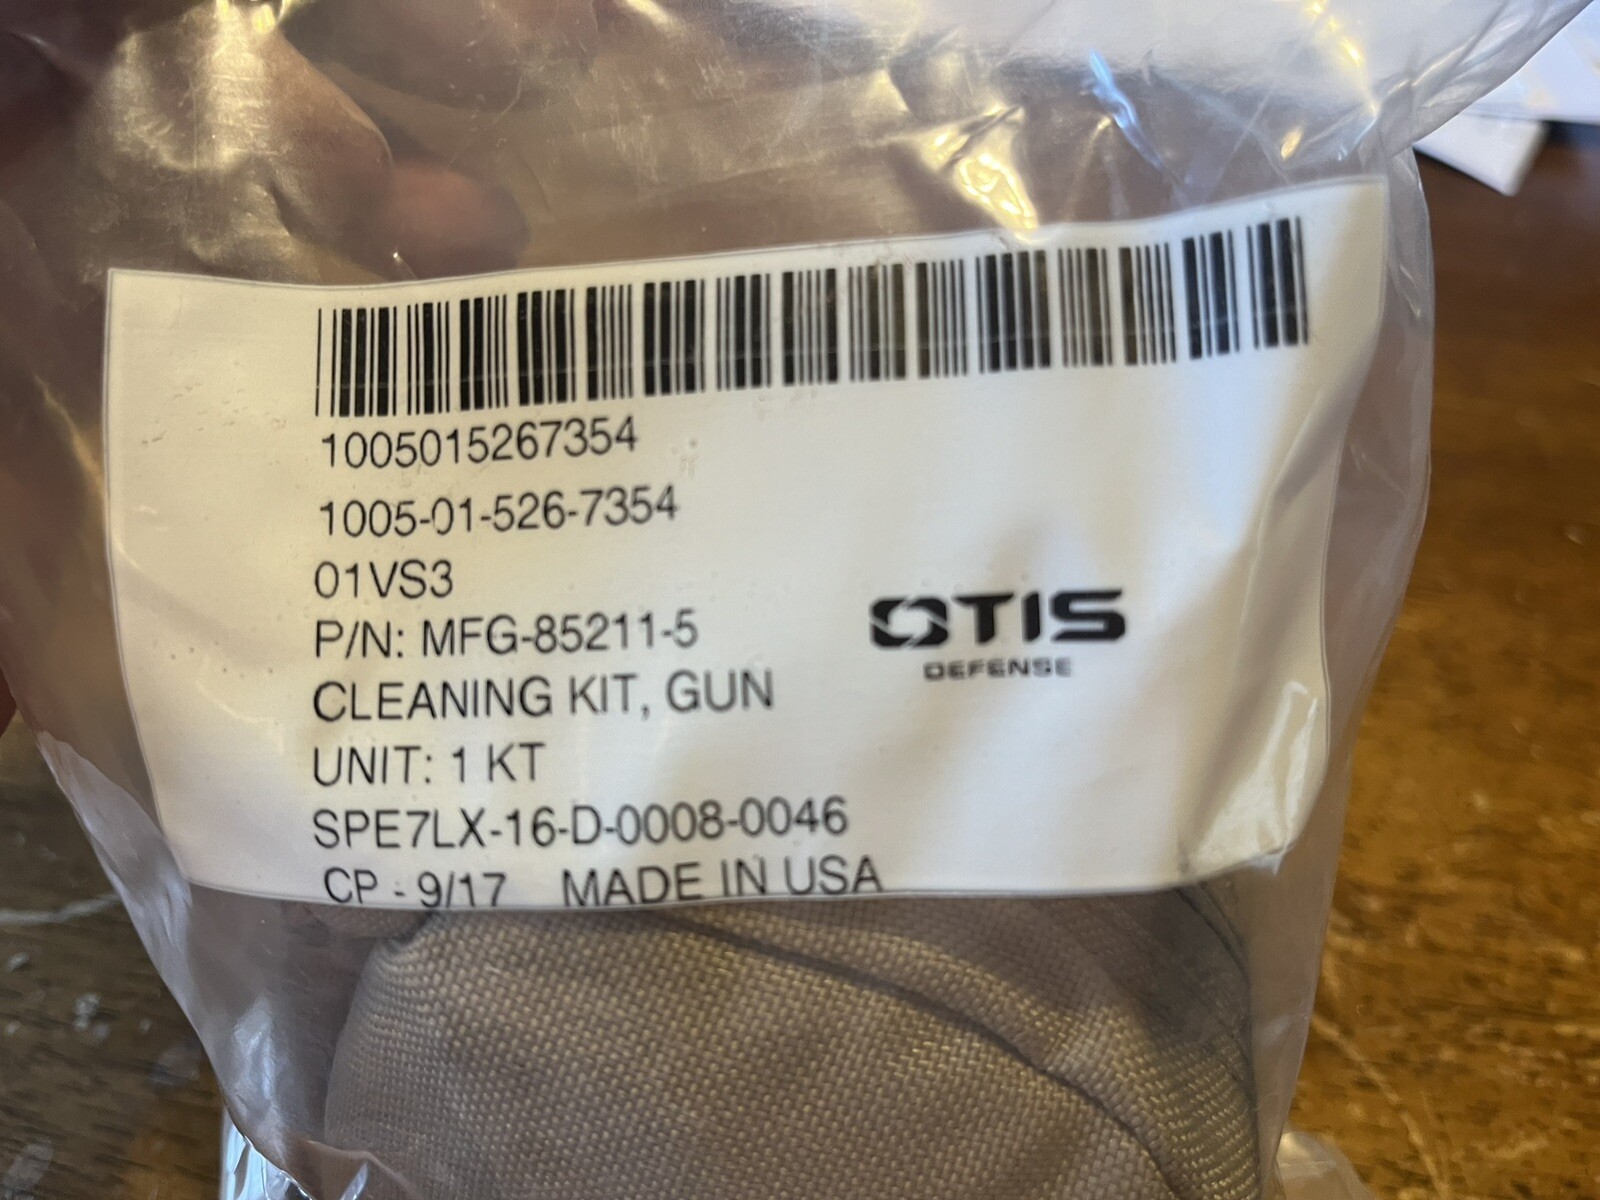 1005015267354
1005-01-526-7354
01VS3
P/N: MFG-85211-5
OTIS
DEFENSE
CLEANING KIT, GUN
UNIT: 1 KT
SPE7LX-16-D-0008-0046
CP - 9/17 MADE IN USA